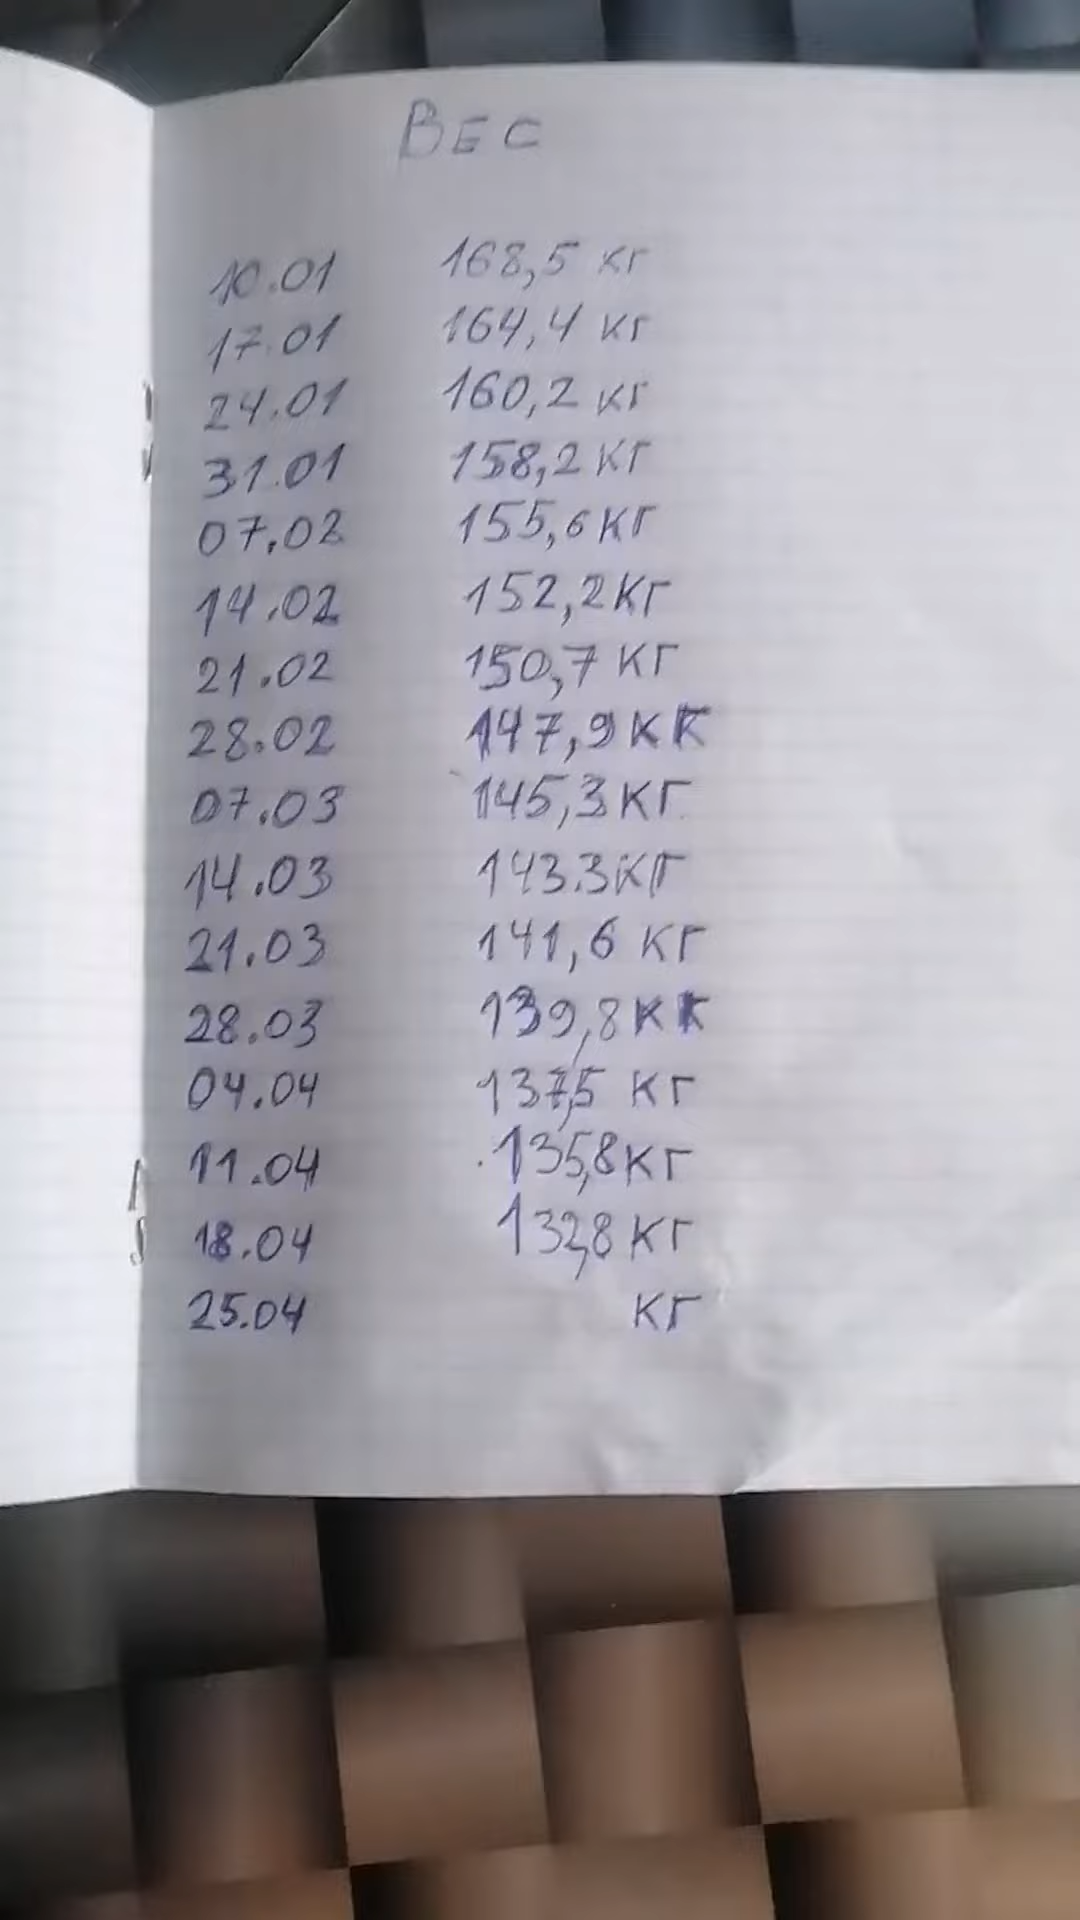 Вес
10.01 168,5 кг
17.01 164,4 кг
24.01 160,2 кг
31.01 158,2 кг
07.02 155,6 кг
14.02 152,2 кг
21.02 150,7 кг
28.02 147,9 кг
07.03 145,3 кг
14.03 143.3 кг
21.03 141,6 кг
28.03 139,8 кг
04.04 137,5 кг
11.04 135,8 кг
18.04 132,8 кг
25.04 кг